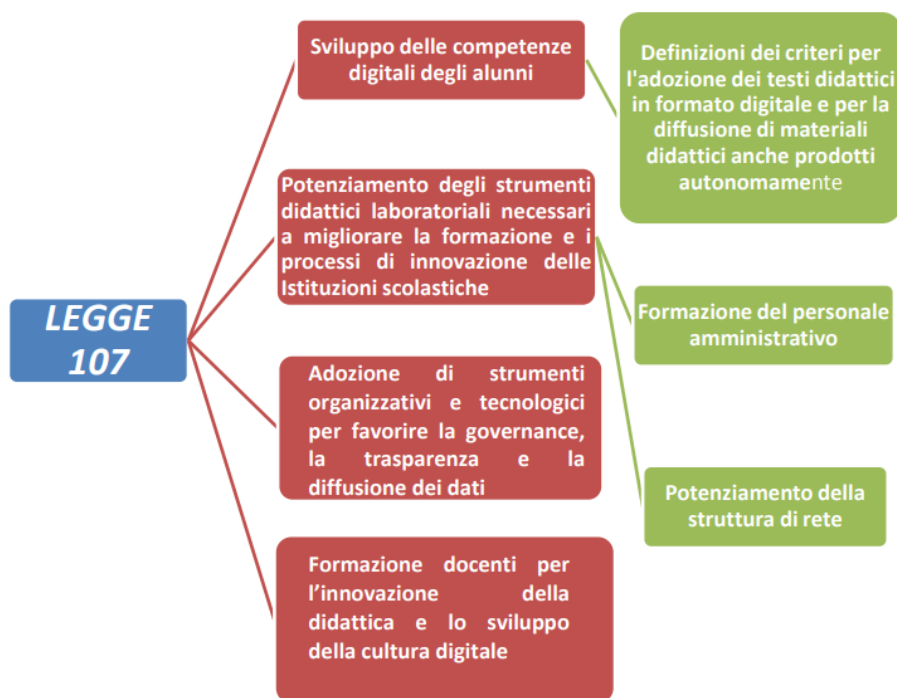 LEGGE
107
Sviluppo delle competenze
digitali degli alunni
Potenziamento degli strumenti
didattici laboratoriali necessari
a migliorare la formazione e i
processi di innovazione delle
Istituzioni scolastiche
Adozione di strumenti
organizzativi e tecnologici
per favorire la governance,
la trasparenza e la
diffusione dei dati
Formazione docenti per
l’innovazione della
didattica e lo sviluppo
della cultura digitale
Definizioni dei criteri per
l'adozione dei testi didattici
in formato digitale e per la
diffusione di materiali
didattici anche prodotti
autonomamente
Formazione del personale
amministrativo
Potenziamento della
struttura di rete